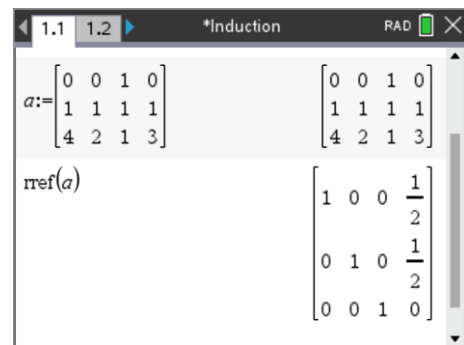 1.1 1.2 *Induction RAD
a:=[0 0 1 0 [0 0 1 0
1 1 1 1 1 1 1 1
4 2 1 3] 4 2 1 3]
rref(a) [1 0 0 1/2
0 1 0 1/2
0 0 1 0]